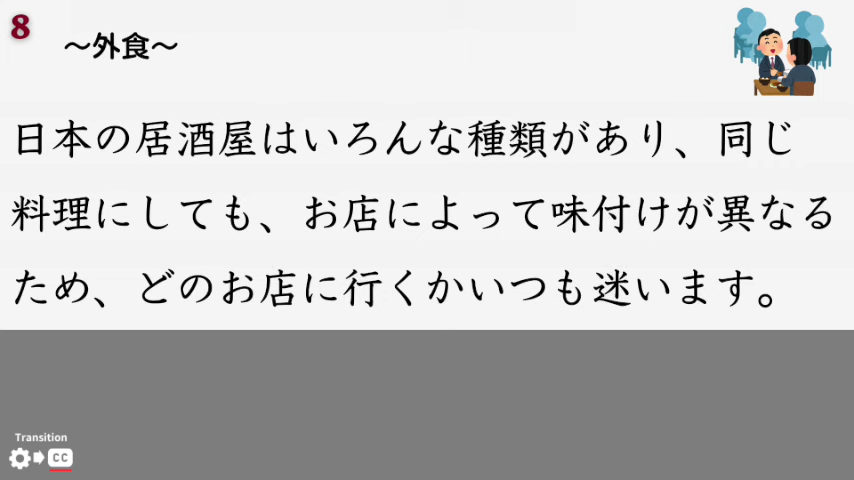 8
～外食～
日本の居酒屋はいろんな種類があり、同じ
料理にしても、お店によって味付けが異なる
ため、どのお店に行くかいつも迷います。
Transition
CC